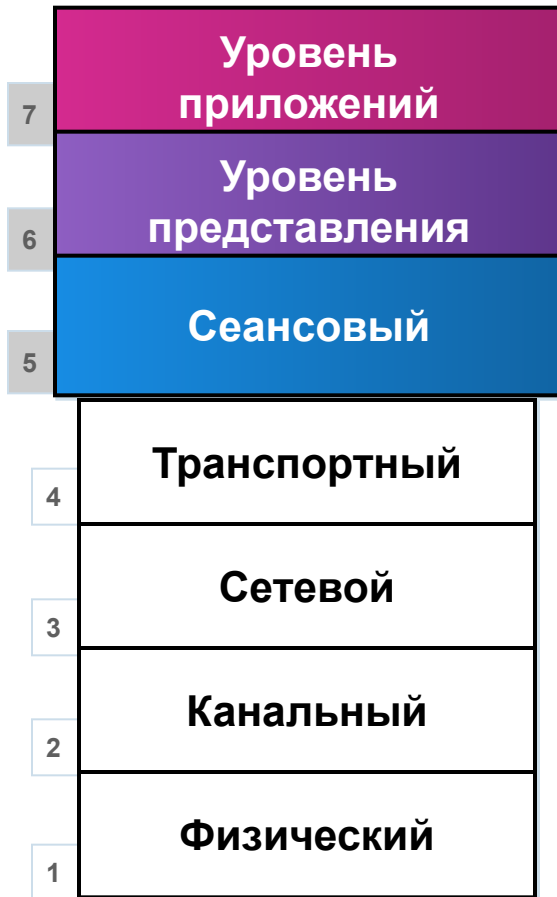 Уровень
приложений
7
Уровень
представления
6
Сеансовый
5
Транспортный
4
Сетевой
3
Канальный
2
Физический
1